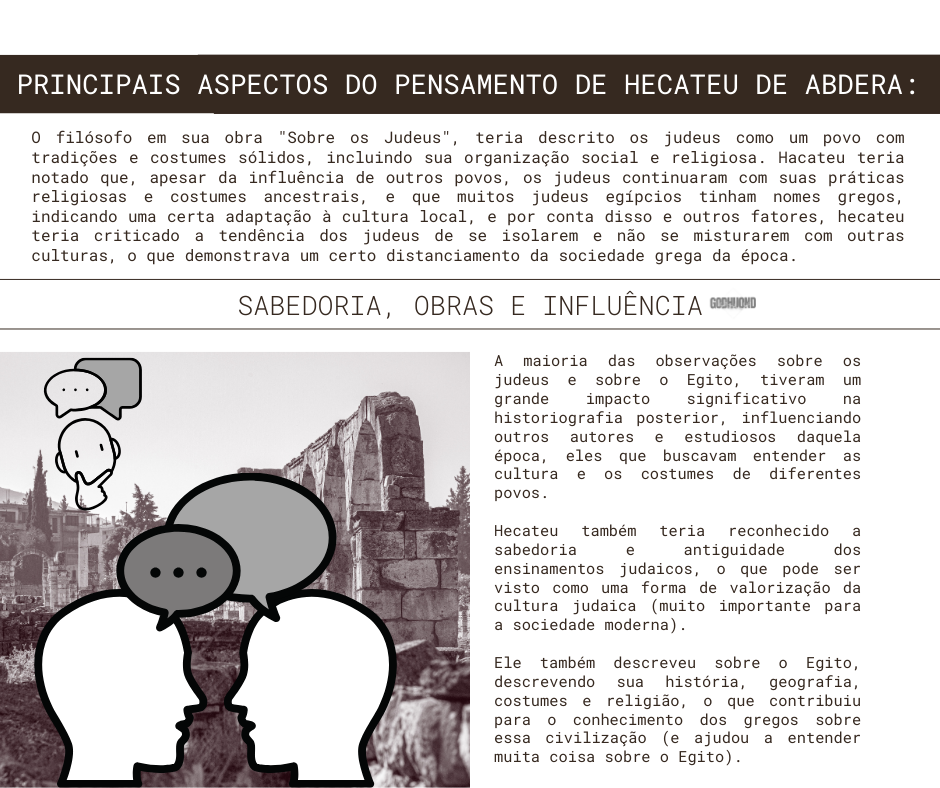 PRINCIPAIS ASPECTOS DO PENSAMENTO DE HECATEU DE ABDERA:
O filósofo em sua obra "Sobre os Judeus", teria descrito os judeus como um povo com
tradições e costumes sólidos, incluindo sua organização social e religiosa. Hacateu teria
notado que, apesar da influência de outros povos, os judeus continuaram com suas práticas
religiosas e costumes ancestrais, e que muitos judeus egípcios tinham nomes gregos,
indicando uma certa adaptação à cultura local, e por conta disso e outros fatores, hecateu
teria criticado a tendência dos judeus de se isolarem e não se misturarem com outras
culturas, o que demonstrava um certo distanciamento da sociedade grega da época.
SABEDORIA, OBRAS E INFLUÊNCIA
A maioria das observações sobre os
judeus e sobre o Egito, tiveram um
grande impacto significativo na
historiografia posterior, influenciando
outros autores e estudiosos daquela
época, eles que buscavam entender as
cultura e os costumes de diferentes
povos.
Hecateu também teria reconhecido a
sabedoria e antiguidade dos
ensinamentos judaicos, o que pode ser
visto como uma forma de valorização da
cultura judaica (muito importante para
a sociedade moderna).
Ele também descreveu sobre o Egito,
descrevendo sua história, geografia,
costumes e religião, o que contribuiu
para o conhecimento dos gregos sobre
essa civilização (e ajudou a entender
muita coisa sobre o Egito).